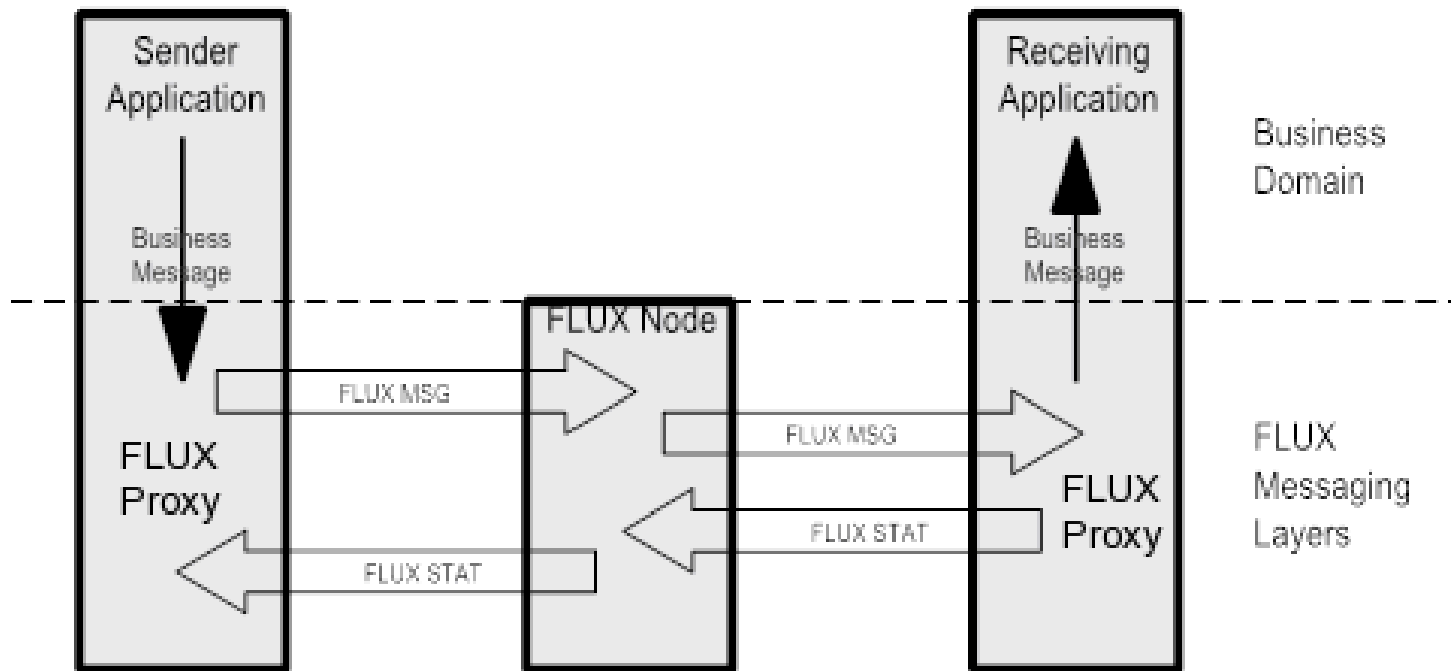 Sender
Application
Receiving
Application
Business
Domain
Business
Message
Business
Message
FLUX Node
FLUX MSG
FLUX MSG
FLUX
Proxy
FLUX
Proxy
FLUX
Messaging
Layers
FLUX STAT
FLUX STAT